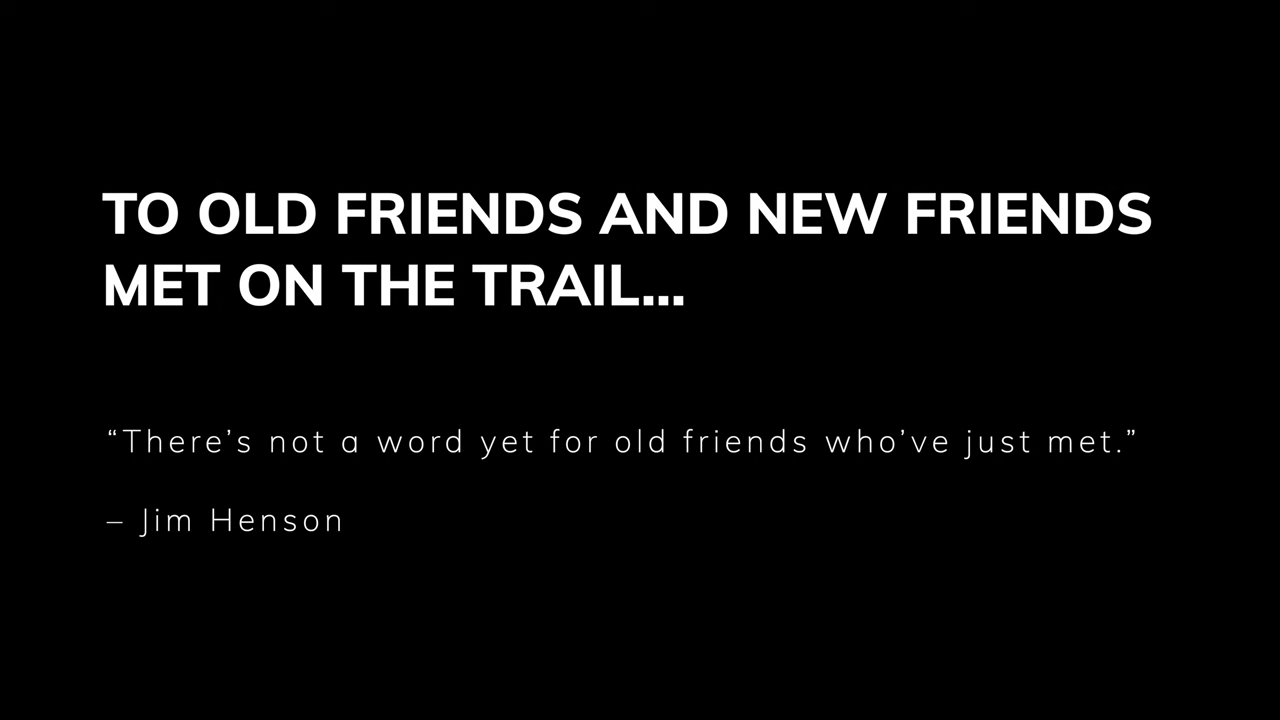 TO OLD FRIENDS AND NEW FRIENDS
MET ON THE TRAIL...
“There’s not a word yet for old friends who’ve just met.”
– Jim Henson